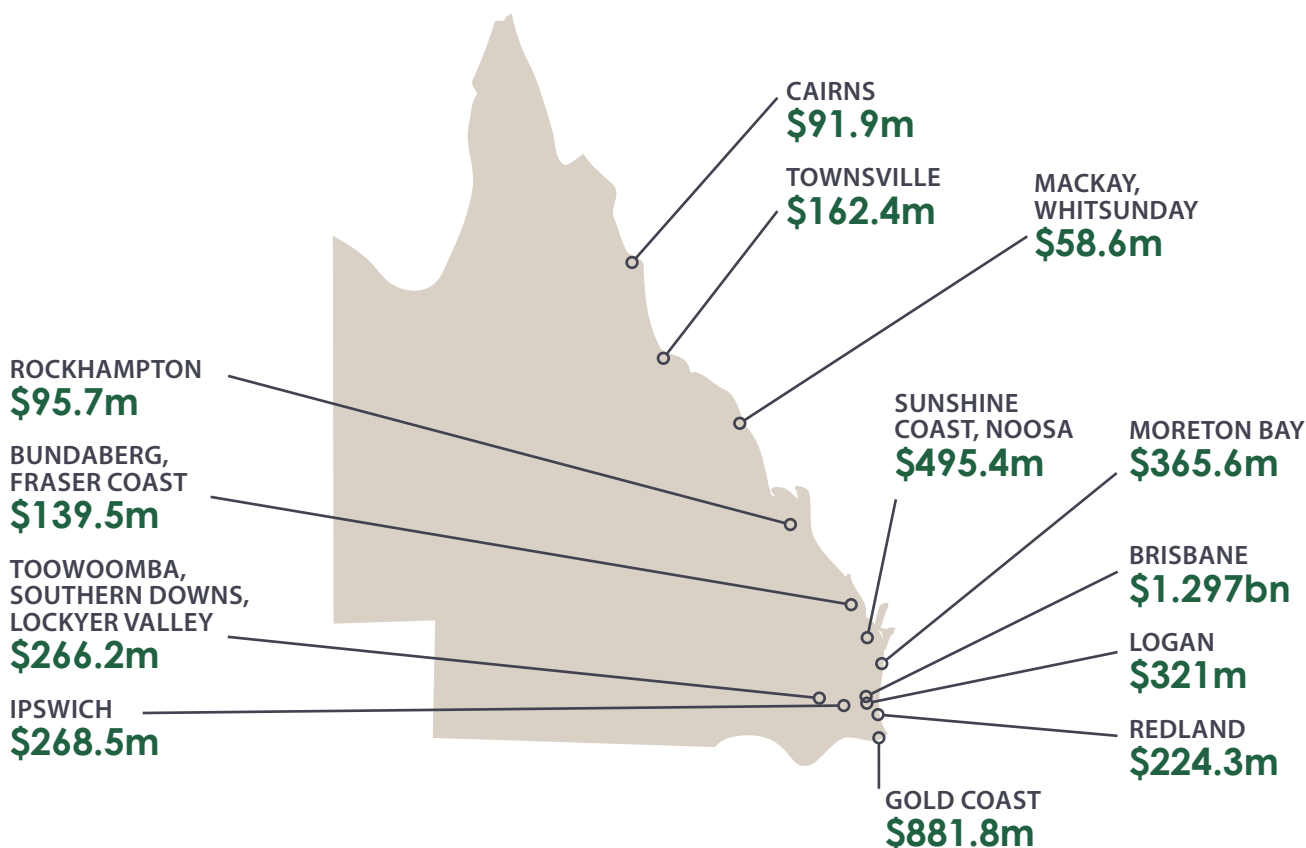 CAIRNS
$91.9m
TOWNSVILLE
$162.4m
MACKAY,
WHITSUNDAY
$58.6m
ROCKHAMPTON
$95.7m
BUNDABERG,
FRASER COAST
$139.5m
TOOWOOMBA,
SOUTHERN DOWNS,
LOCKYER VALLEY
$266.2m
IPSWICH
$268.5m
SUNSHINE
COAST, NOOSA
$495.4m
MORETON BAY
$365.6m
BRISBANE
$1.297bn
LOGAN
$321m
REDLAND
$224.3m
GOLD COAST
$881.8m